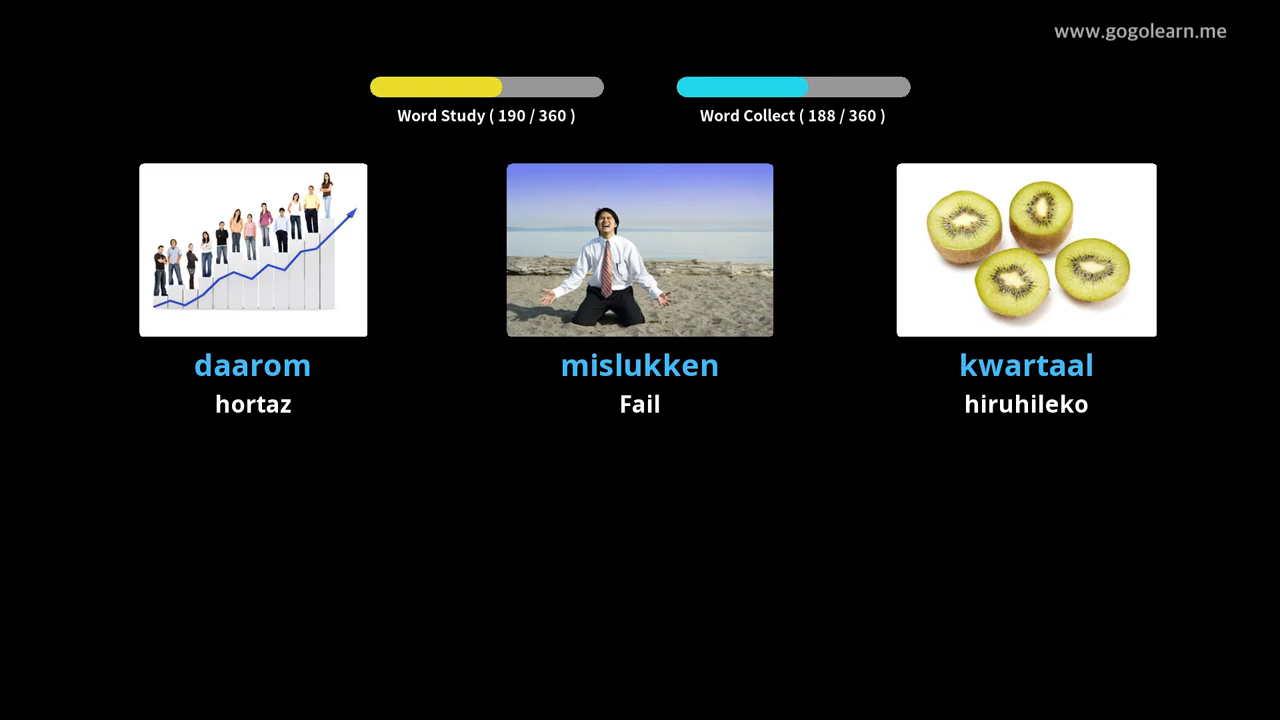 www.gogolearn.me
Word Study ( 190 / 360 )
Word Collect ( 188 / 360 )
daarom
mislukken
kwartaal
hortaz
Fail
hiruhileko